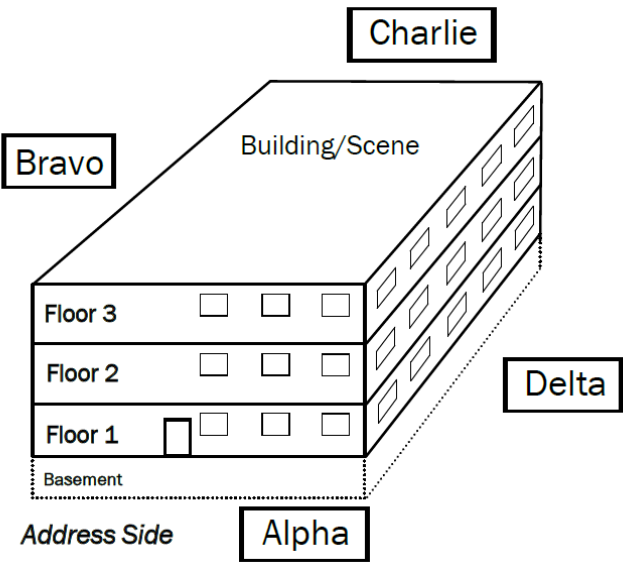 Charlie
Building/Scene
Bravo
Floor 3
Floor 2
Delta
Floor 1
Basement
Address Side
Alpha